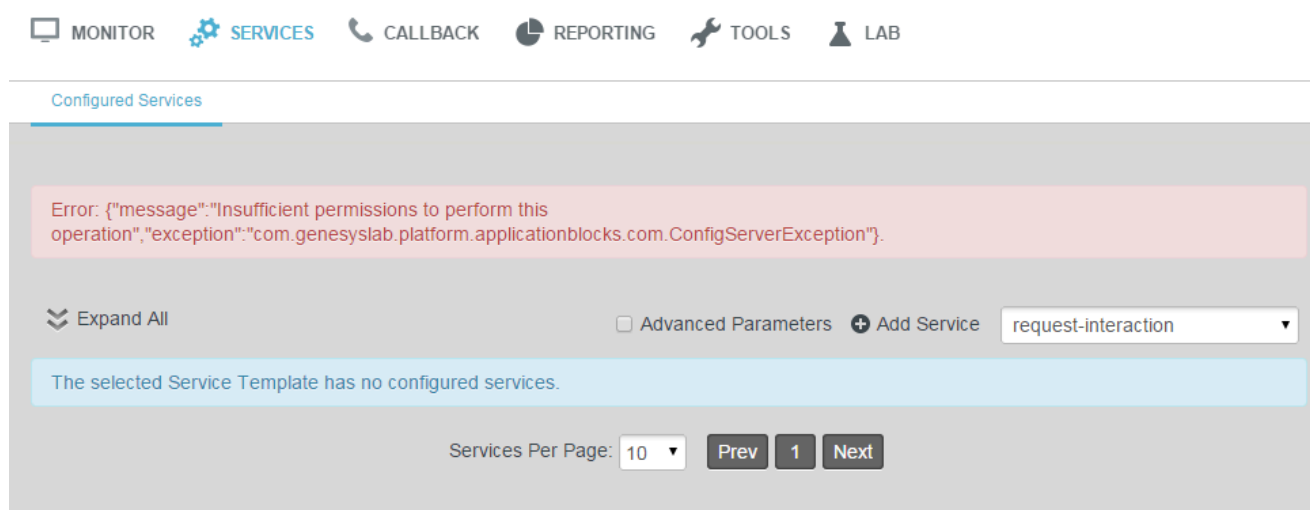 MONITOR SERVICES CALLBACK REPORTING TOOLS LAB
Configured Services
Error: {"message":"Insufficient permissions to perform this
operation","exception":"com.genesyslab.platform.applicationblocks.com.ConfigServerException"}.
Expand All Advanced Parameters Add Service request-interaction
The selected Service Template has no configured services.
Services Per Page: 10 Prev 1 Next